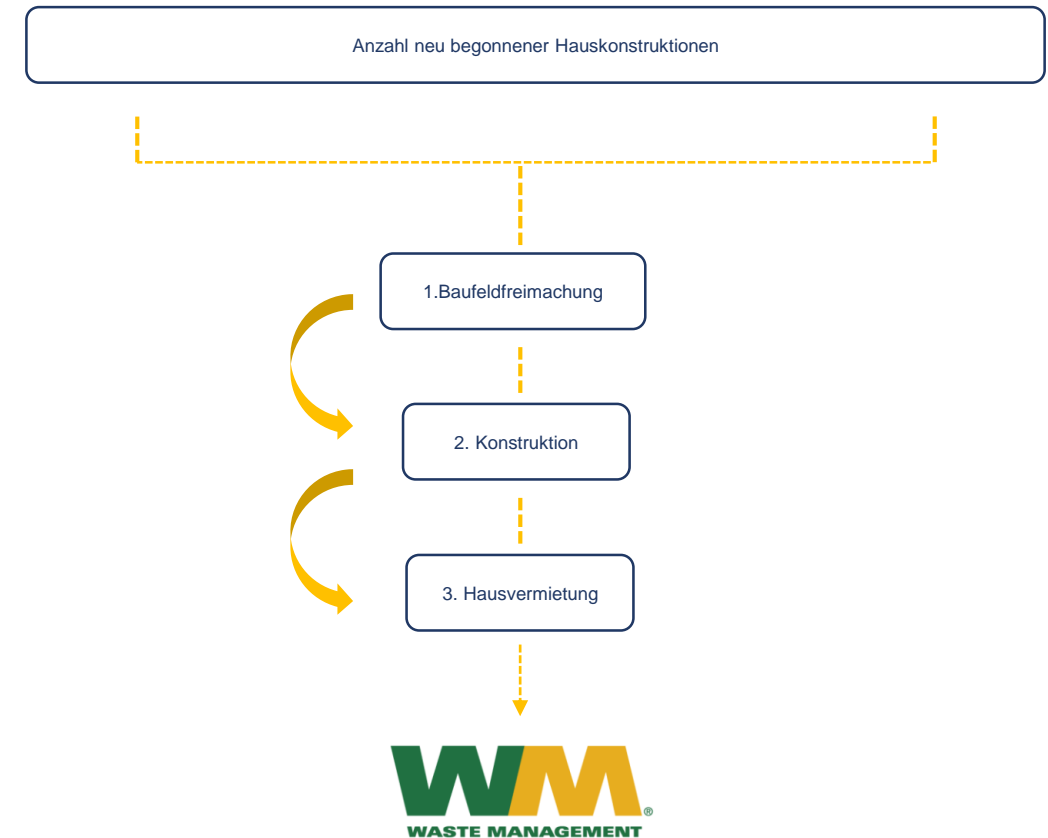 Anzahl neu begonnener Hauskonstruktionen
1.Baufeldfreimachung
2. Konstruktion
3. Hausvermietung
WM®
WASTE MANAGEMENT